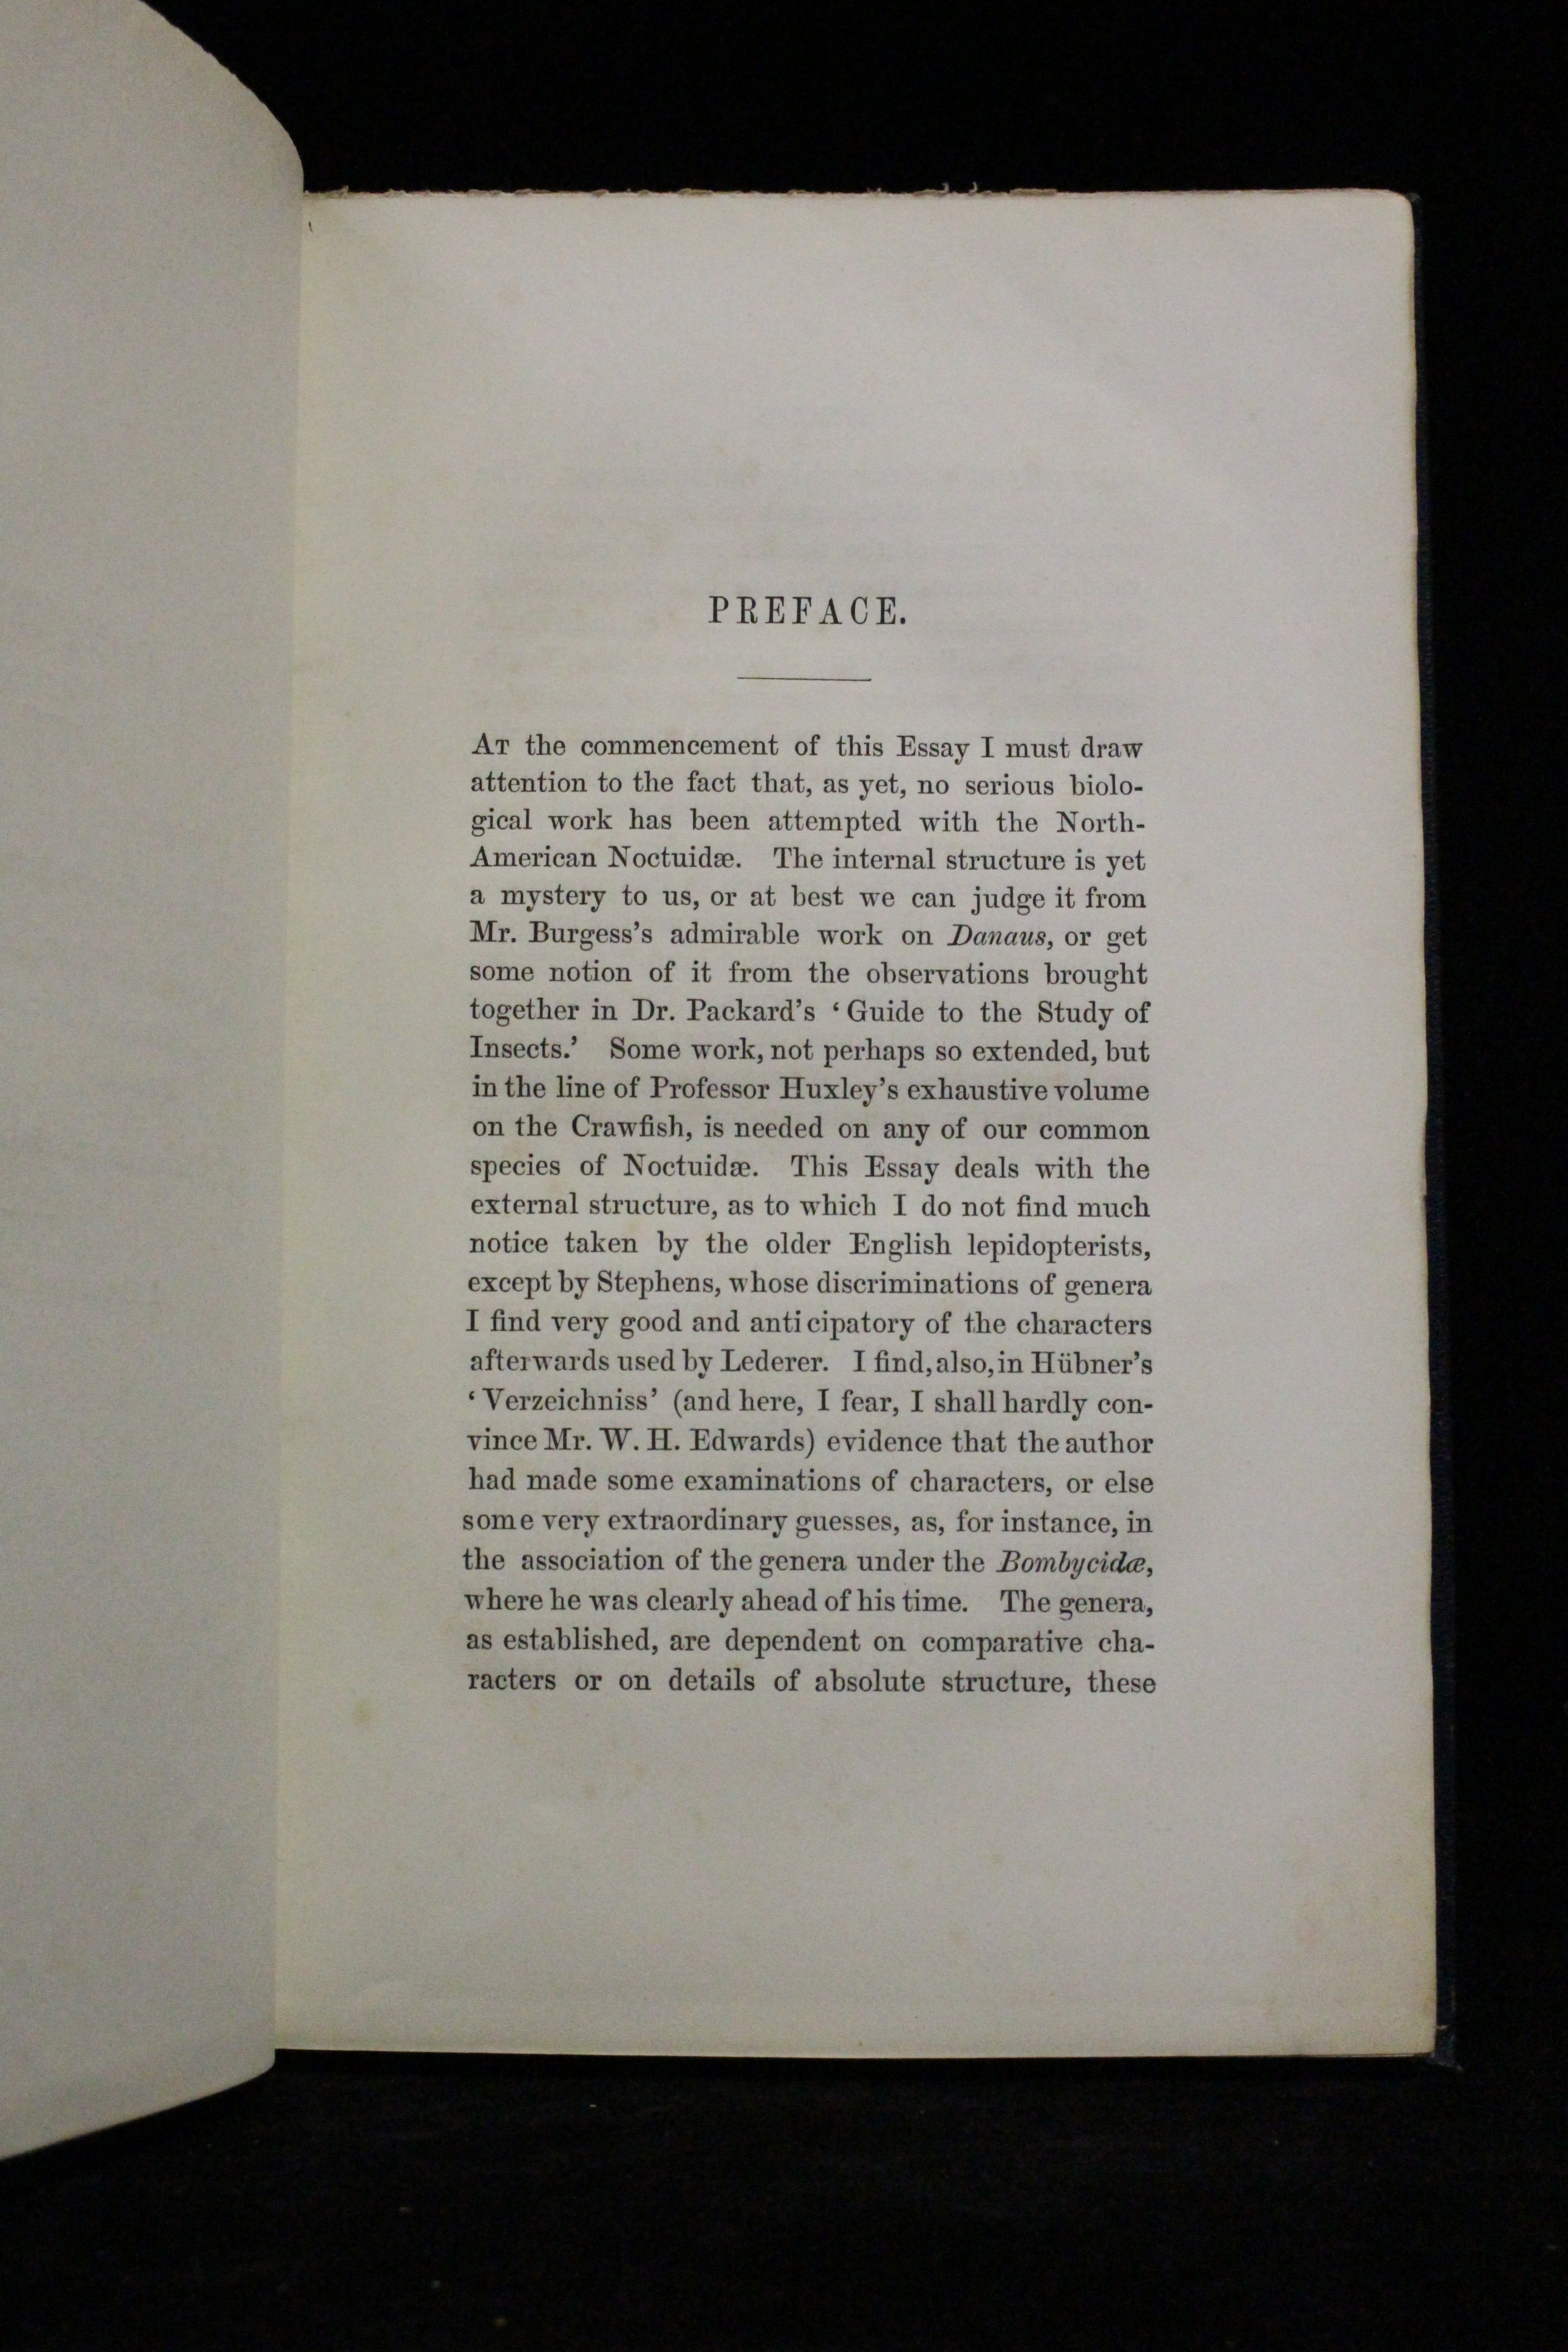 PREFACE.
At the commencement of this Essay I must draw
attention to the fact that, as yet, no serious biolo-
gical work has been attempted with the North-
American Noctuidæ. The internal structure is yet
a mystery to us, or at best we can judge it from
Mr. Burgess's admirable work on Danaus, or get
some notion of it from the observations brought
together in Dr. Packard's ‘Guide to the Study of
Insects.’ Some work, not perhaps so extended, but
in the line of Professor Huxley's exhaustive volume
on the Crawfish, is needed on any of our common
species of Noctuidæ. This Essay deals with the
external structure, as to which I do not find much
notice taken by the older English lepidopterists,
except by Stephens, whose discriminations of genera
I find very good and anticipatory of the characters
afterwards used by Lederer. I find, also, in Hübner's
‘Verzeichniss’ (and here, I fear, I shall hardly con-
vince Mr. W. H. Edwards) evidence that the author
had made some examinations of characters, or else
some very extraordinary guesses, as, for instance, in
the association of the genera under the Bombycidæ,
where he was clearly ahead of his time. The genera,
as established, are dependent on comparative cha-
racters or on details of absolute structure, these